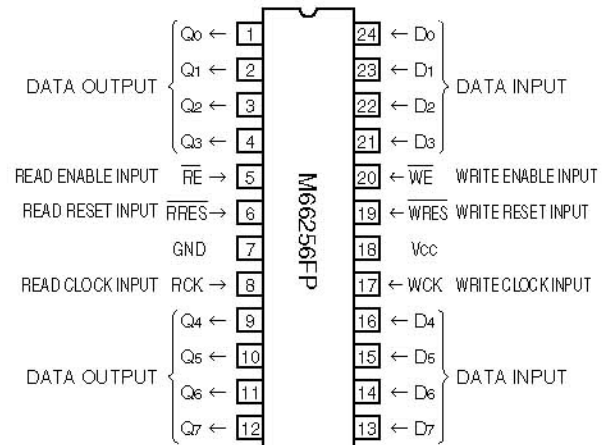 Q0 ← 1 24 ← D0
Q1 ← 2 23 ← D1
DATA OUTPUT DATA INPUT
Q2 ← 3 22 ← D2
Q3 ← 4 21 ← D3
READ ENABLE INPUT RE → 5 20 ← WE WRITE ENABLE INPUT
READ RESET INPUT RRES → 6 19 ← WRES WRITE RESET INPUT
GND 7 18 Vcc
READ CLOCK INPUT RCK → 8 17 ← WCK WRITE CLOCK INPUT
Q4 ← 9 16 ← D4
Q5 ← 10 15 ← D5
DATA OUTPUT DATA INPUT
Q6 ← 11 14 ← D6
Q7 ← 12 13 ← D7
M66256FP